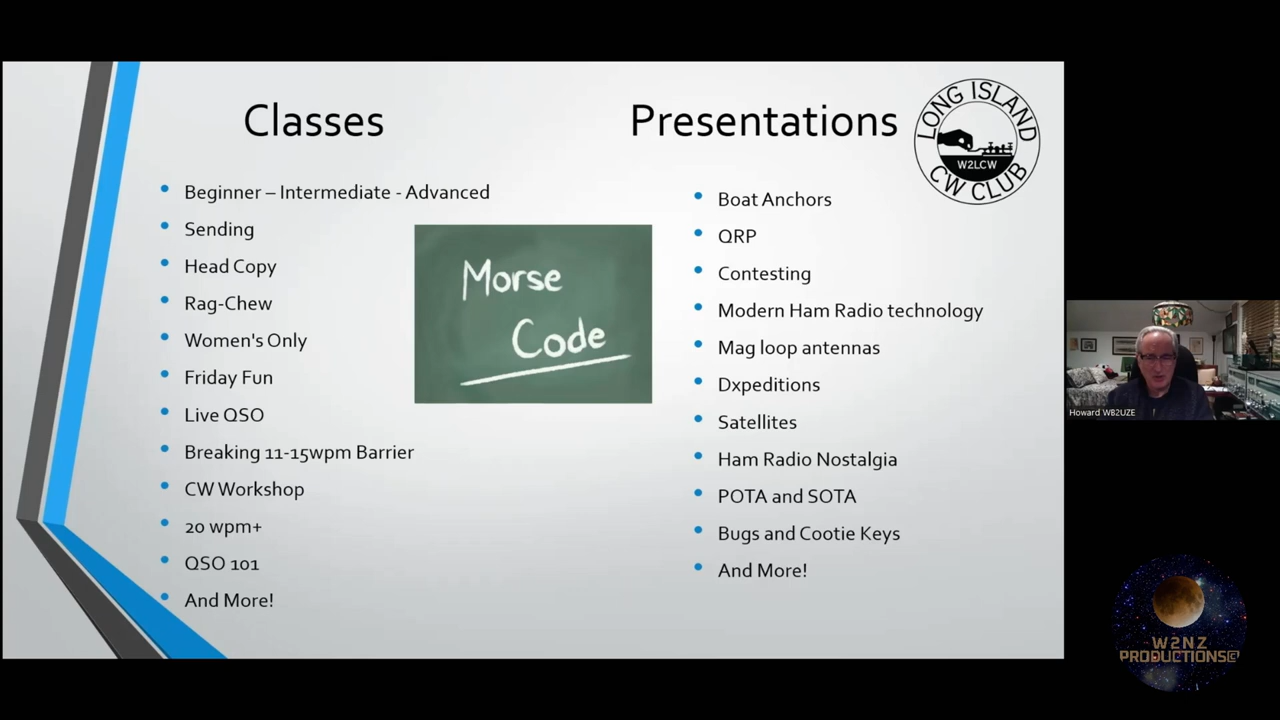 Classes
Beginner – Intermediate - Advanced
Sending
Head Copy
Rag-Chew
Women's Only
Friday Fun
Live QSO
Breaking 11-15wpm Barrier
CW Workshop
20 wpm+
QSO 101
And More!
Morse
Code
Presentations
Boat Anchors
QRP
Contesting
Modern Ham Radio technology
Mag loop antennas
Dxpeditions
Satellites
Ham Radio Nostalgia
POTA and SOTA
Bugs and Cootie Keys
And More!
LONG ISLAND
W2LCW
CW CLUB
Howard WB2UZE
W2NZ
PRODUCTIONS©